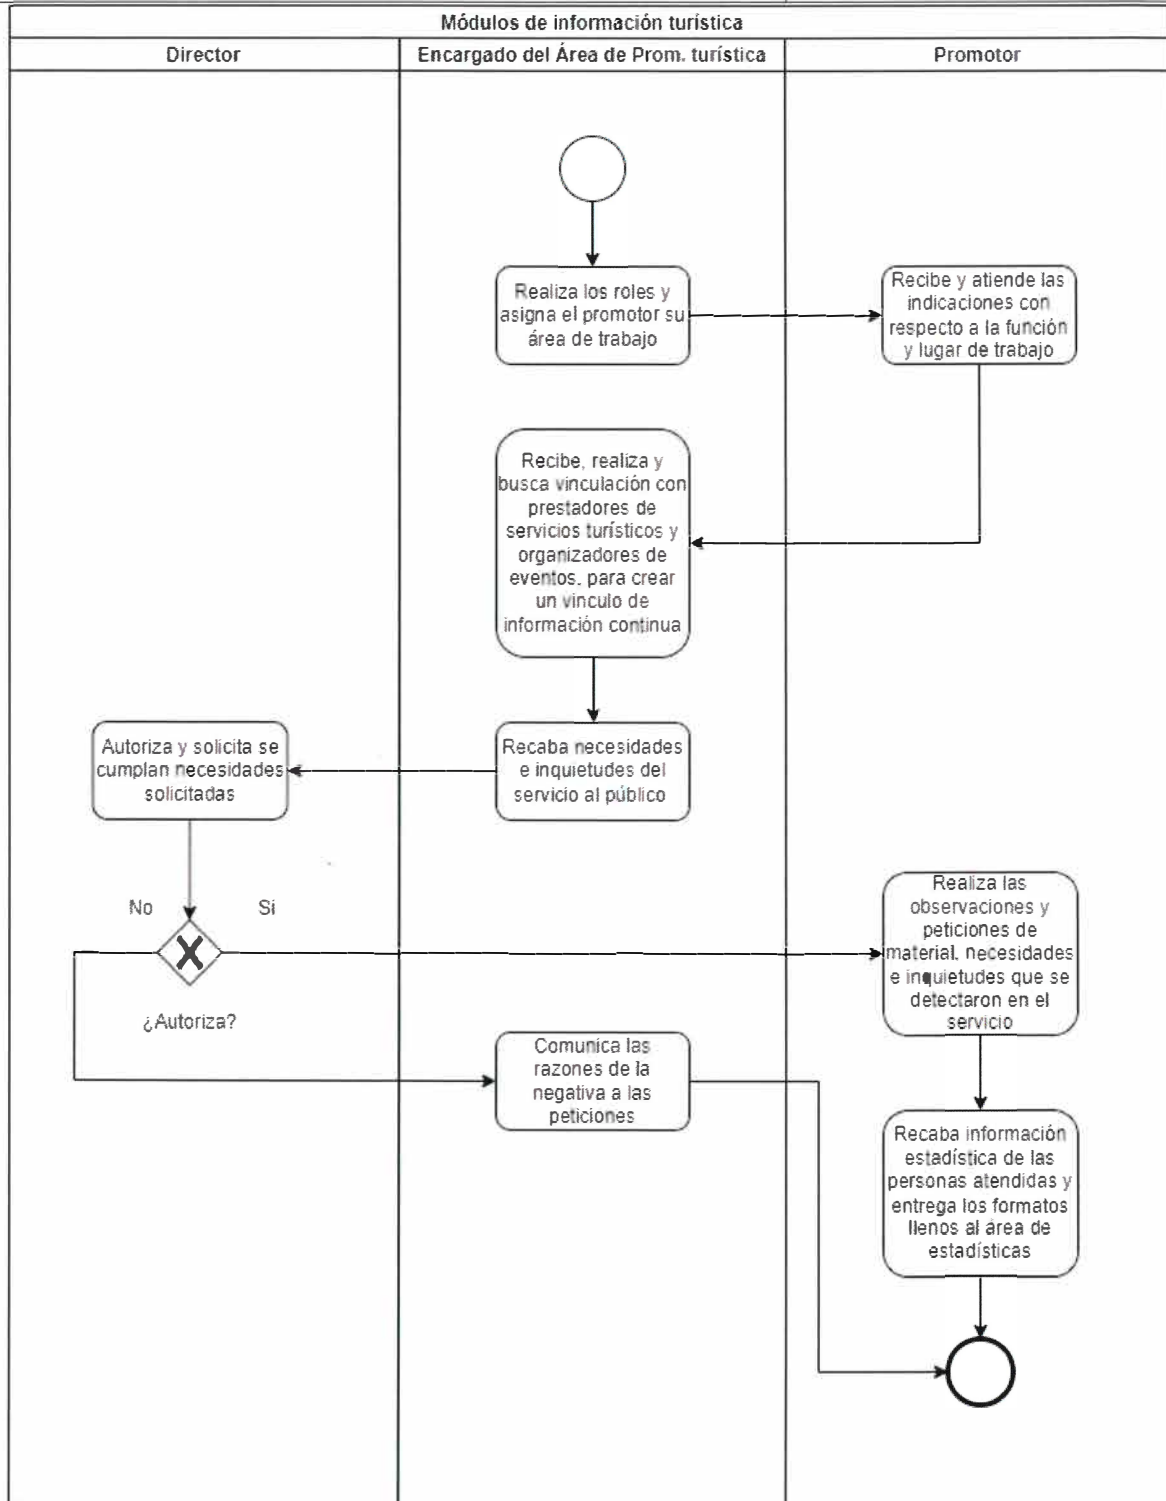 Módulos de información turística
Director
Encargado del Área de Prom. turística
Promotor
Realiza los roles y
asigna el promotor su
área de trabajo
Recibe y atiende las
indicaciones con
respecto a la función
y lugar de trabajo
Recibe, realiza y
busca vinculación con
prestadores de
servicios turísticos y
organizadores de
eventos, para crear
un vinculo de
información continua
Autoriza y solicita se
cumplan necesidades
solicitadas
Recaba necesidades
e inquietudes del
servicio al público
No
Si
X
¿Autoriza?
Realiza las
observaciones y
peticiones de
material, necesidades
e inquietudes que se
detectaron en el
servicio
Comunica las
razones de la
negativa a las
peticiones
Recaba información
estadística de las
personas atendidas y
entrega los formatos
llenos al área de
estadísticas